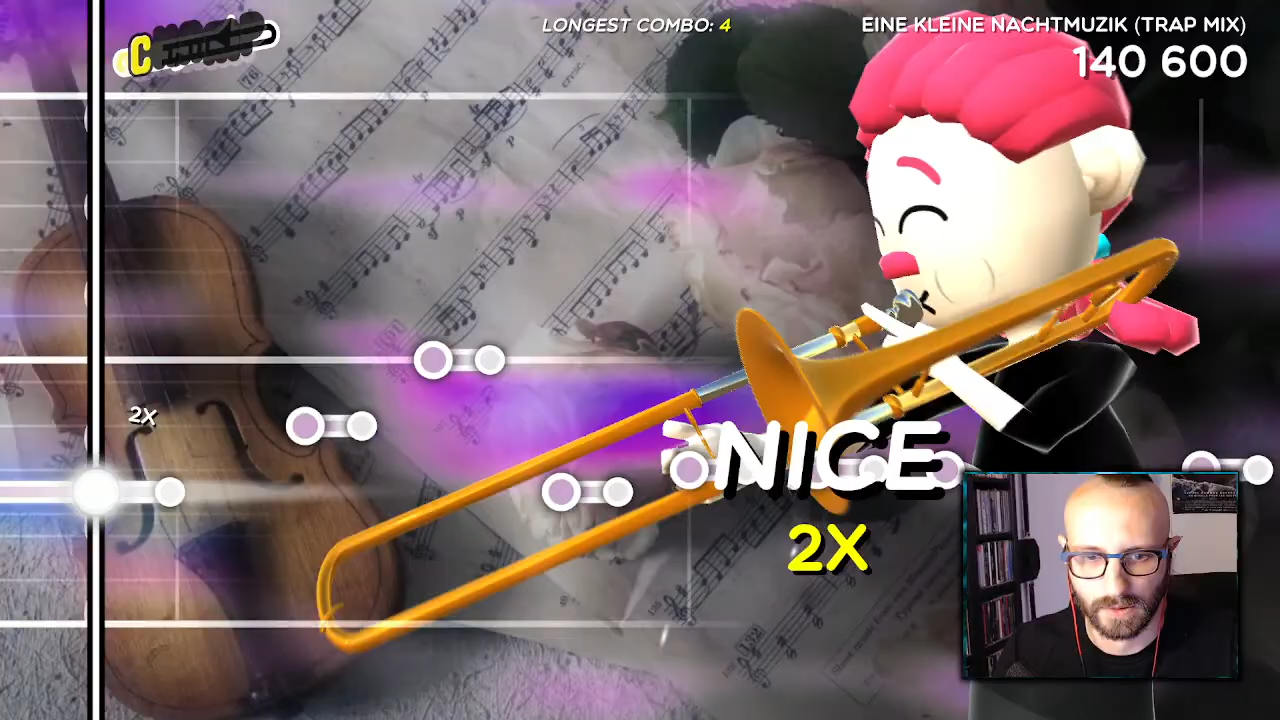 C
LONGEST COMBO: 4
EINE KLEINE NACHTMUZIK (TRAP MIX)
140 600
2X
NICE
2X